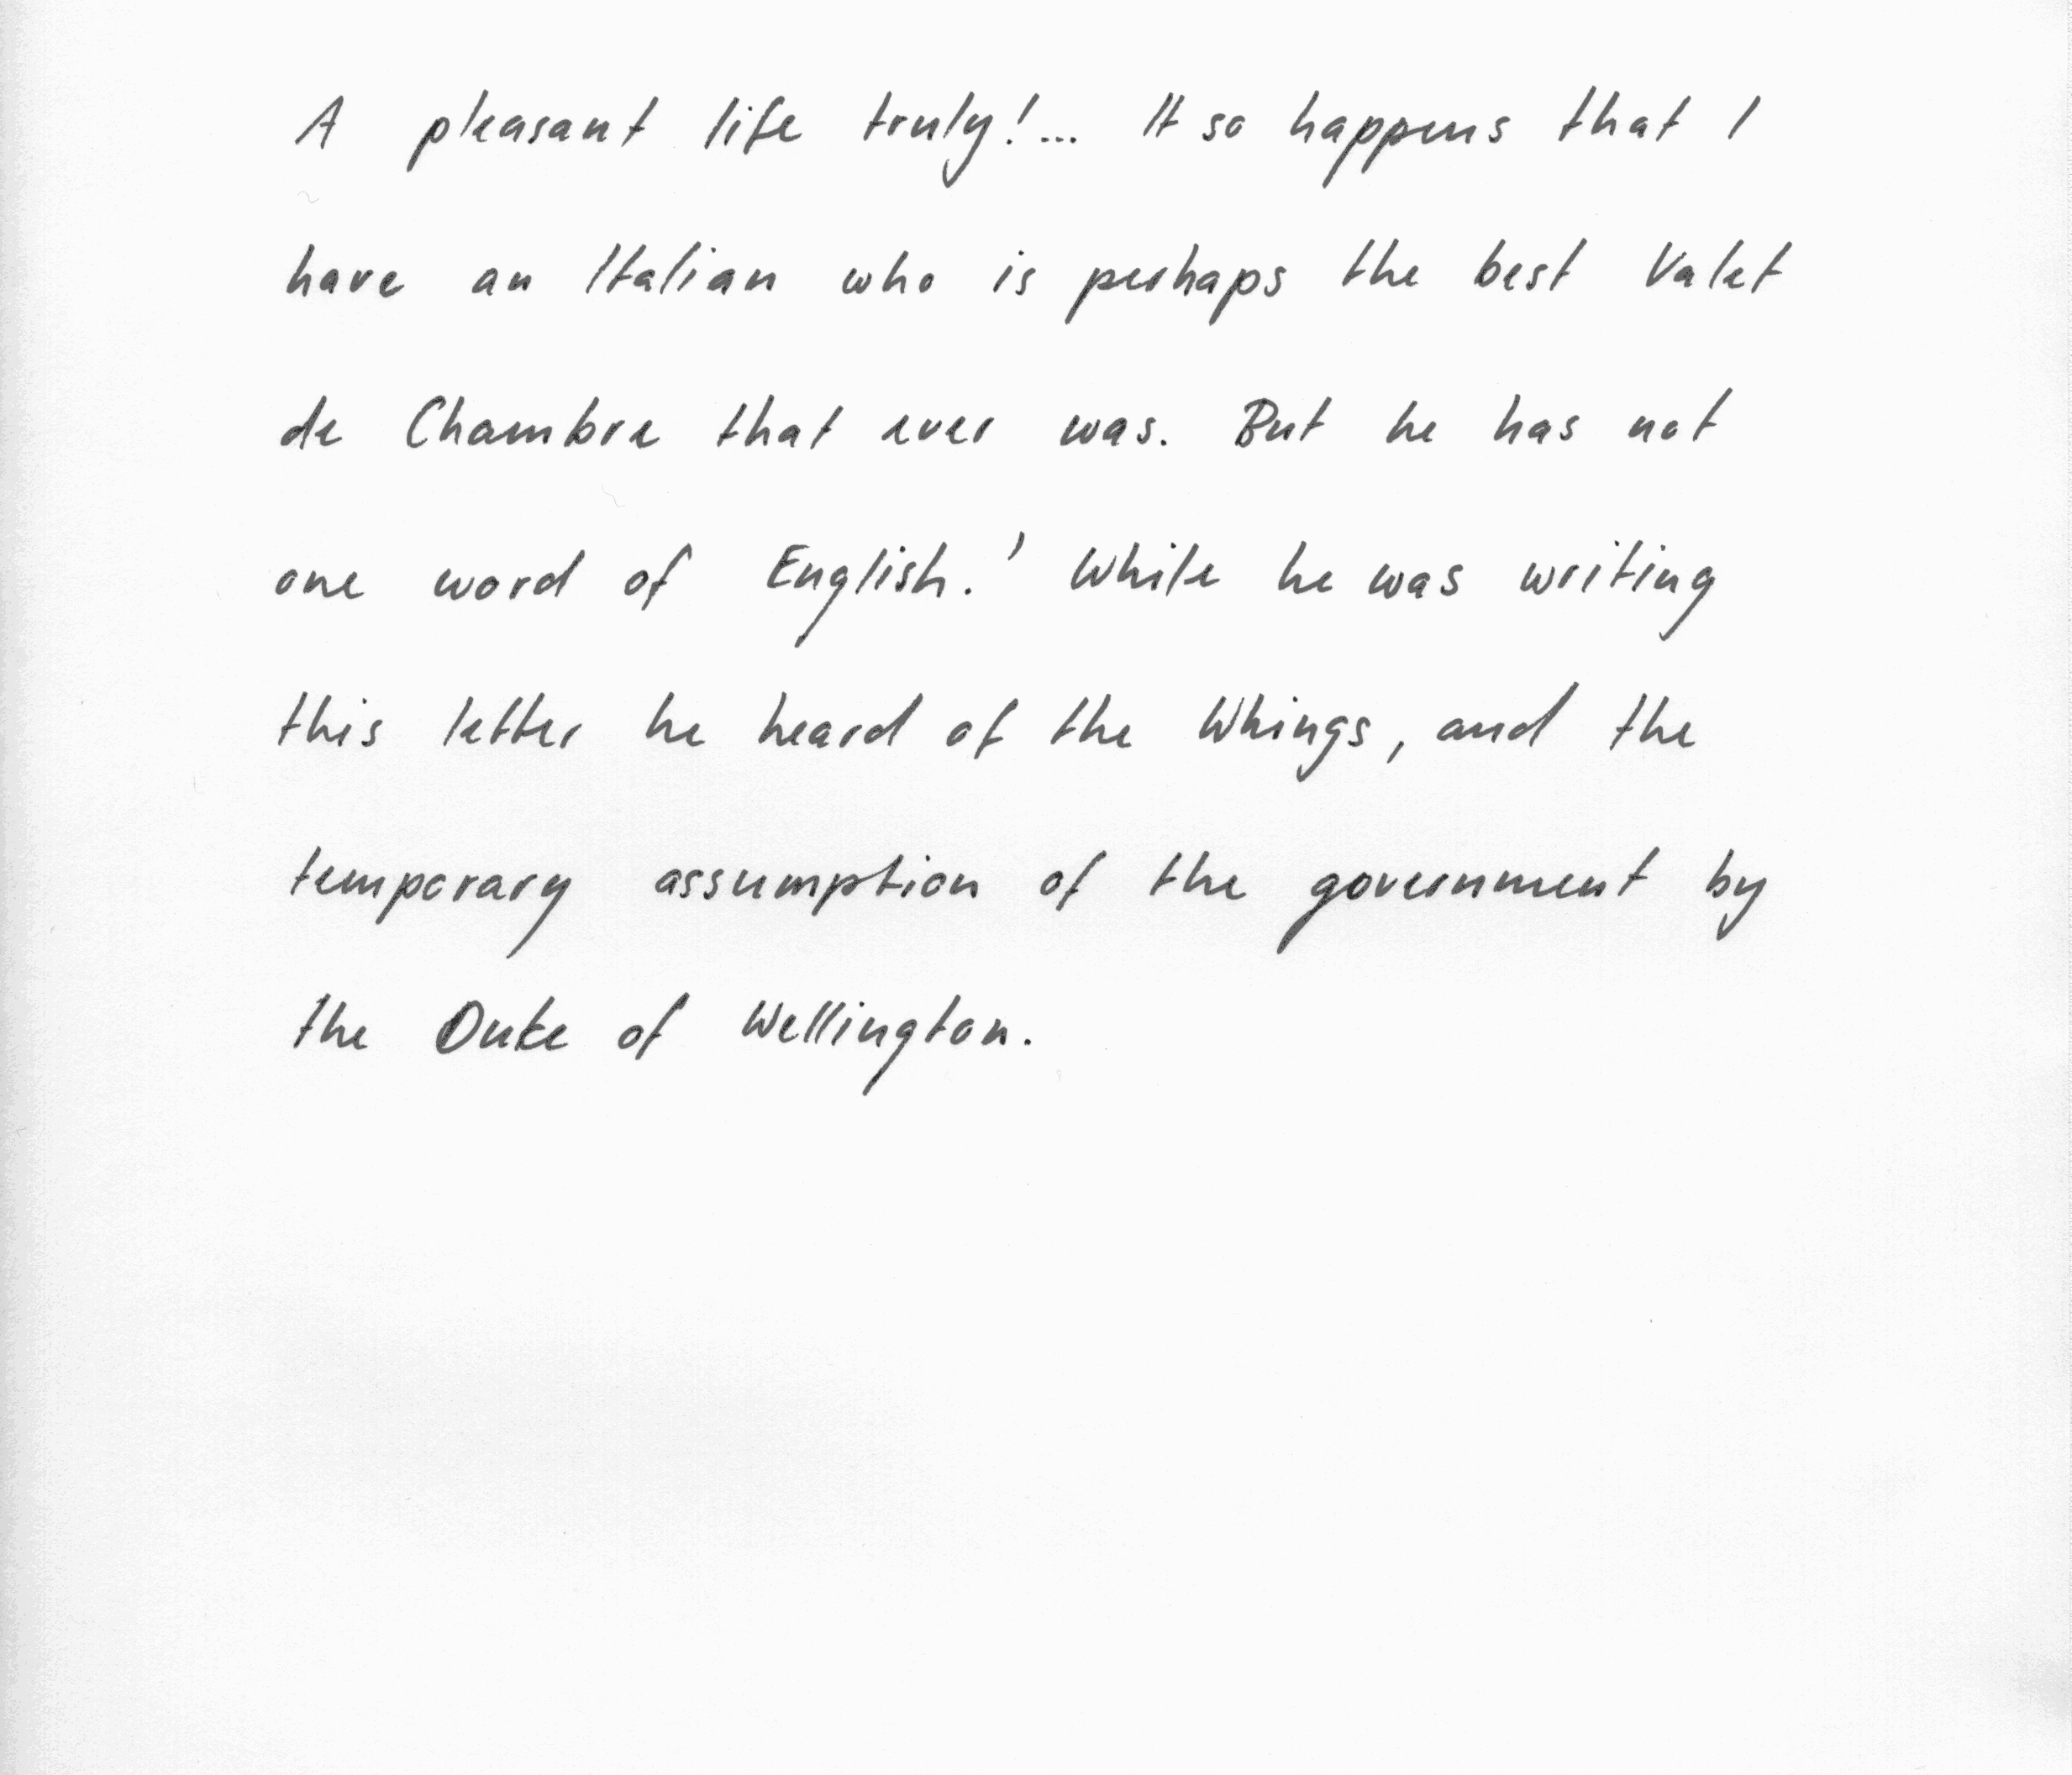 A pleasant life truly!... It so happens that I
have an Italian who is perhaps the best Valet
de Chambre that ever was. But he has not
one word of English.' While he was writing
this letter he heard of the Whings, and the
temporary assumption of the government by
the Duke of Wellington.